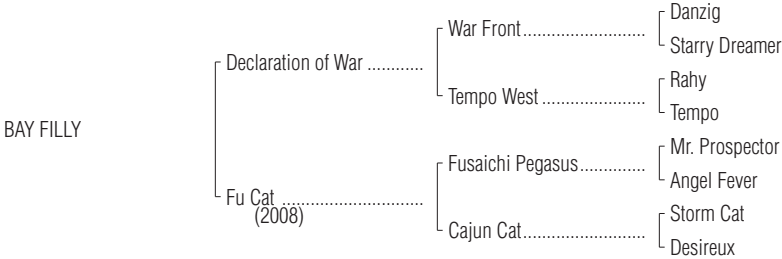 Danzig
War Front..........................
Starry Dreamer
Declaration of War ............
Rahy
Tempo West ......................
Tempo
BAY FILLY
Mr. Prospector
Fusaichi Pegasus..............
Angel Fever
Fu Cat ..............................
(2008)
Storm Cat
Cajun Cat..........................
Desireux